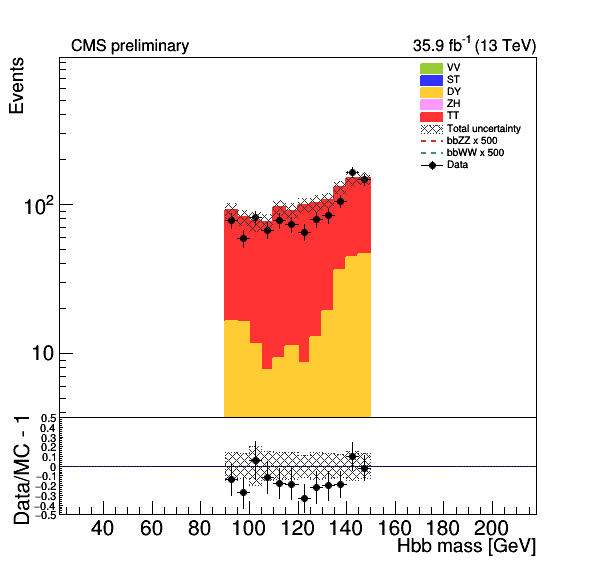 CMS preliminary
35.9 fb⁻¹ (13 TeV)
Events
VV
ST
DY
ZH
TT
Total uncertainty
bbZZ x 500
bbWW x 500
Data
10²
10
Data/MC - 1
0.5
0.4
0.3
0.2
0.1
0
−0.1
−0.2
−0.3
−0.4
−0.5
40 60 80 100 120 140 160 180 200
Hbb mass [GeV]